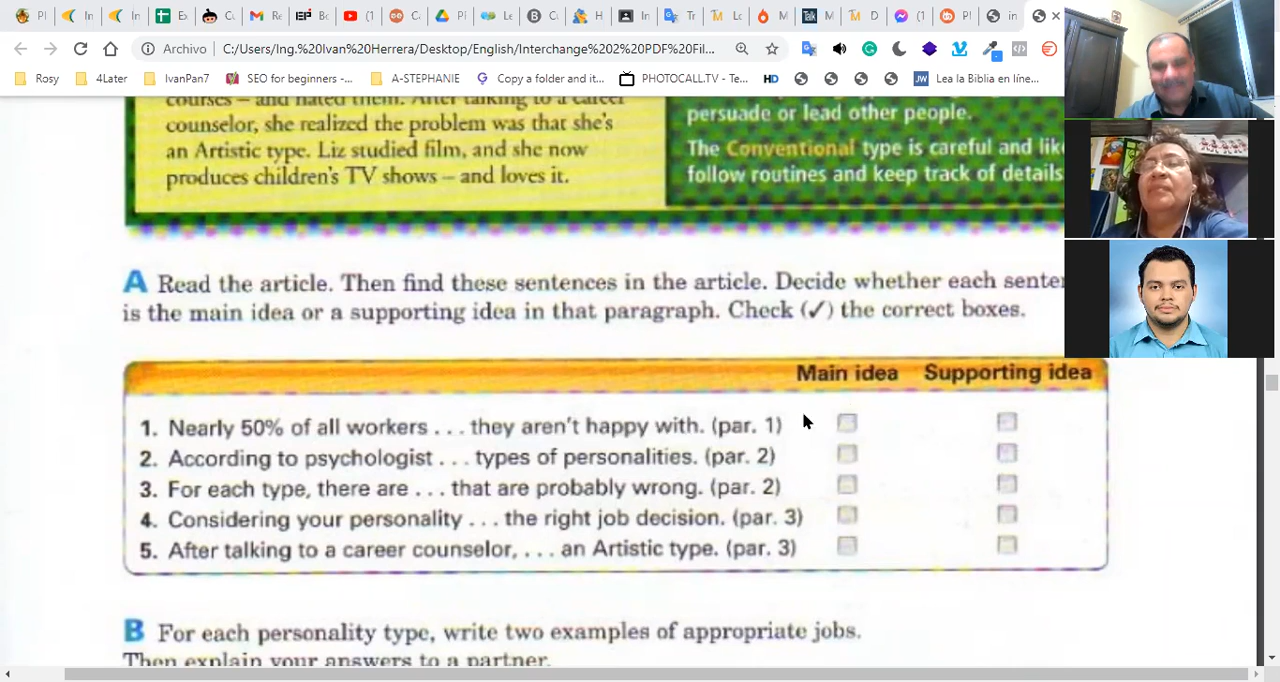 Archivo
C:/Users/Ing.%20Ivan%20Herrera/Desktop/English/Interchange%202%20PDF%20Fil...
Rosy
4Later
IvanPan7
SEO for beginners -...
A-STEPHANIE
Copy a folder and it...
PHOTOCALL.TV - Te...
Lea la Biblia en líne...
courses – and hated them. After talking to a career
counselor, she realized the problem was that she's
an Artistic type. Liz studied film, and she now
produces children's TV shows – and loves it.
persuade or lead other people.
The Conventional type is careful and
follow routines and keep track of details
A Read the article. Then find these sentences in the article. Decide whether each
is the main idea or a supporting idea in that paragraph. Check (✓) the correct boxes.
Main idea Supporting idea
1. Nearly 50% of all workers . . . they aren't happy with. (par. 1)
2. According to psychologist . . . types of personalities. (par. 2)
3. For each type, there are . . . that are probably wrong. (par. 2)
4. Considering your personality . . . the right job decision. (par. 3)
5. After talking to a career counselor, . . . an Artistic type. (par. 3)
B For each personality type, write two examples of appropriate jobs.
Then explain your answers to a partner.